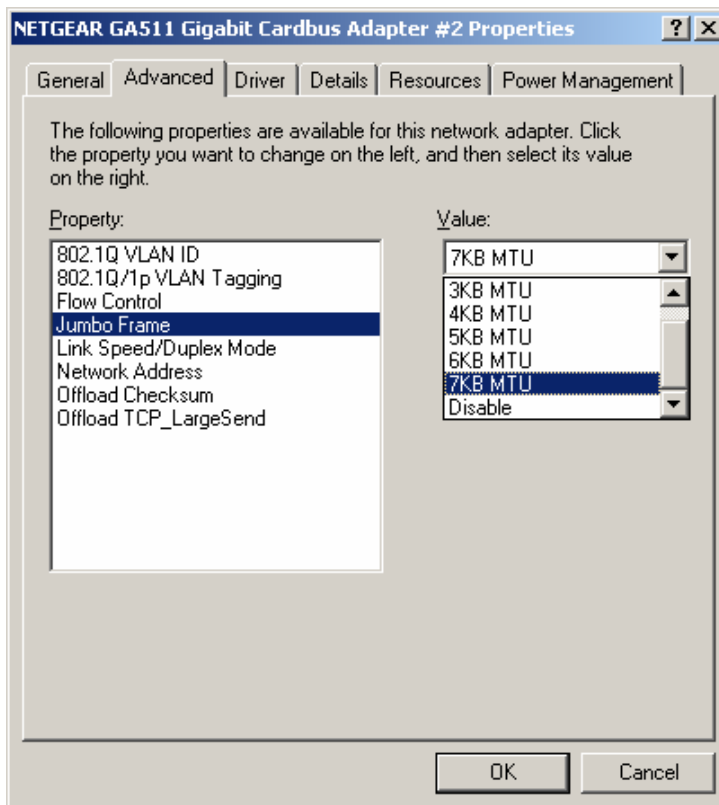 NETGEAR GA511 Gigabit Cardbus Adapter #2 Properties
General Advanced Driver Details Resources Power Management
The following properties are available for this network adapter. Click
the property you want to change on the left, and then select its value
on the right.
Property:
802.1Q VLAN ID
802.1Q/1p VLAN Tagging
Flow Control
Jumbo Frame
Link Speed/Duplex Mode
Network Address
Offload Checksum
Offload TCP_LargeSend
Value:
7KB MTU
3KB MTU
4KB MTU
5KB MTU
6KB MTU
7KB MTU
Disable
OK Cancel